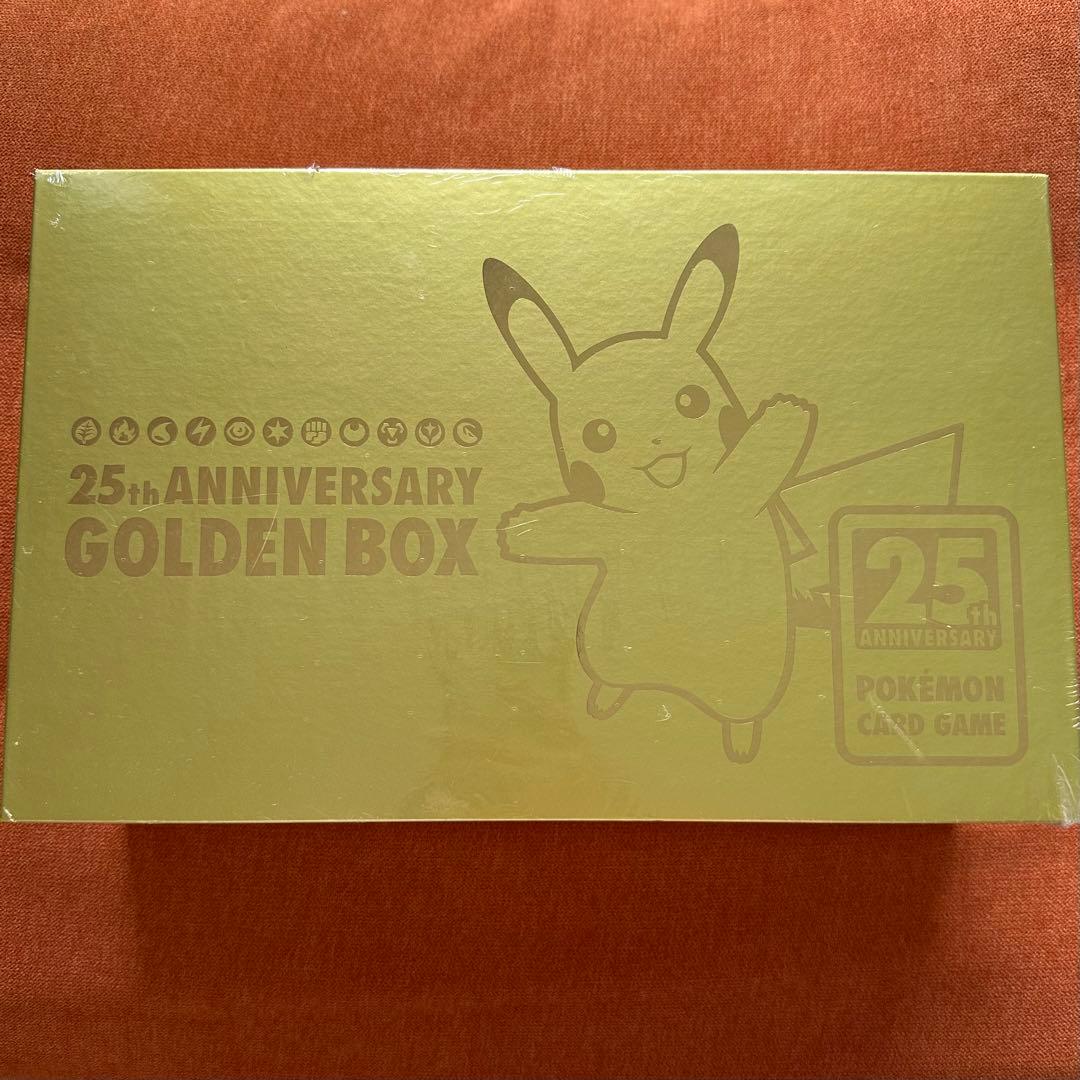 25th ANNIVERSARY
GOLDEN BOX
25th
ANNIVERSARY
POKÉMON
CARD GAME